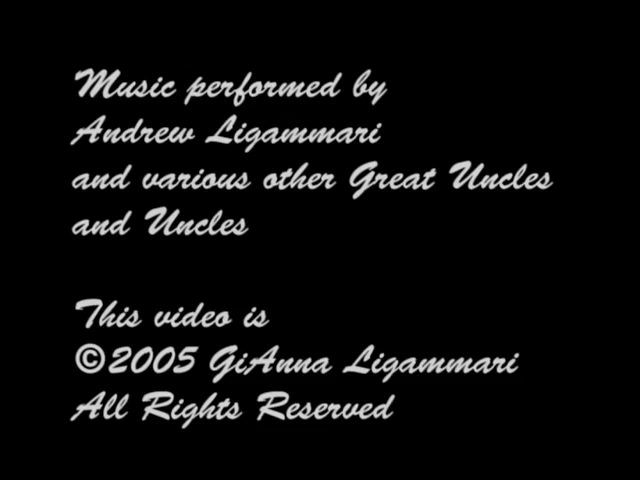 Music performed by
Andrew Ligammari
and various other Great Uncles
and Uncles
This video is
©2005 GiAnna Ligammari
All Rights Reserved